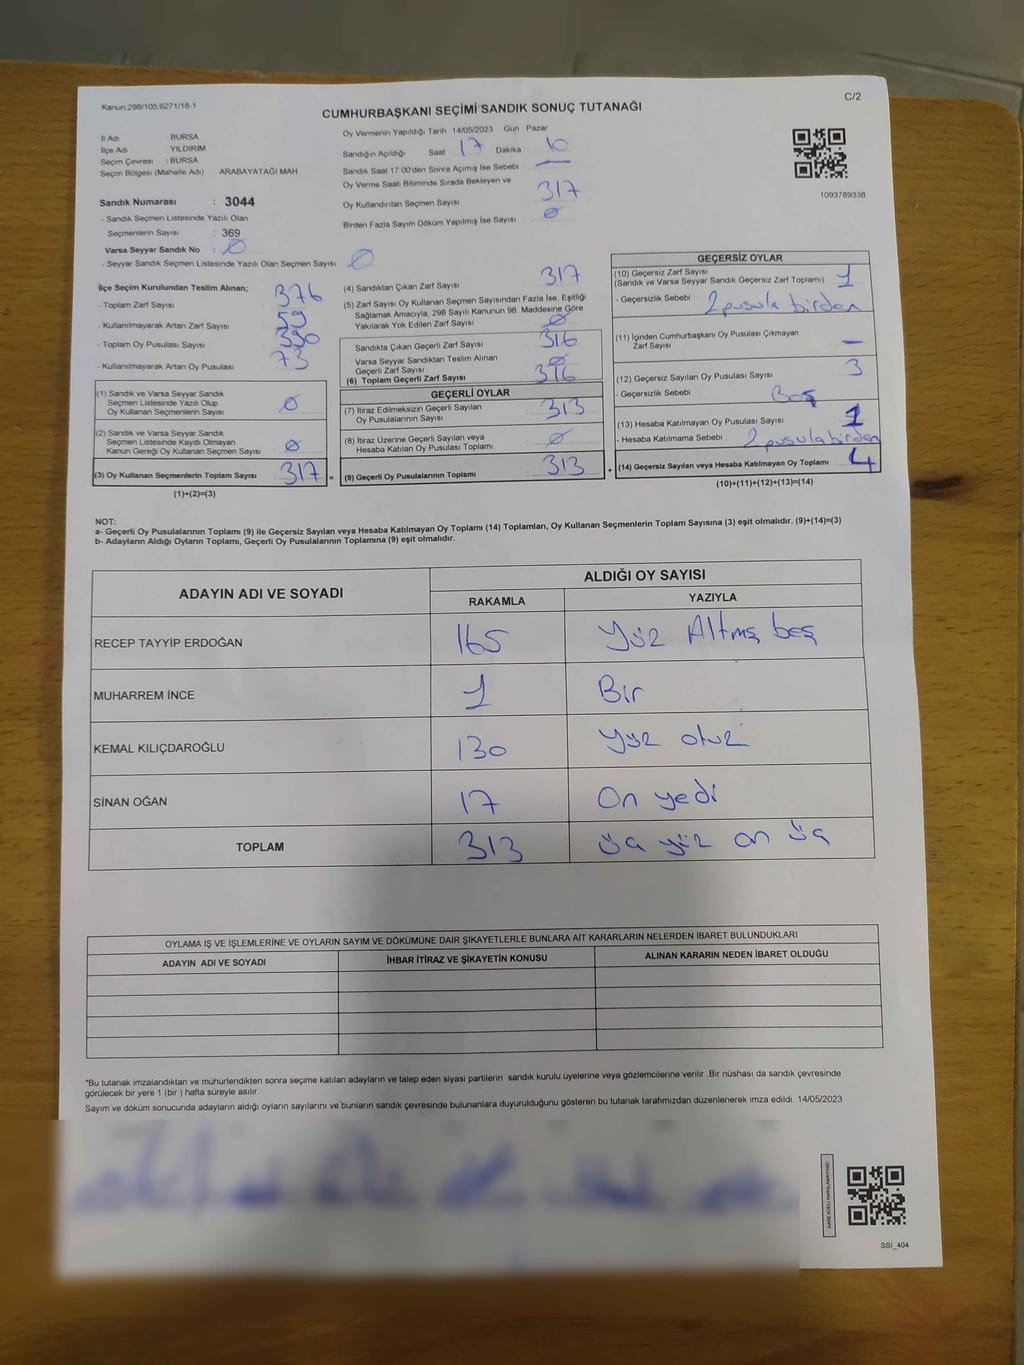 Kanun:298/105:6271/18-1
C/2
CUMHURBAŞKANI SEÇİMİ SANDIK SONUÇ TUTANAĞI
İl Adı BURSA
İlçe Adı YILDIRIM
Seçim Çevresi : BURSA
Seçim Bölgesi (Mahalle Adı) ARABAYATAĞI MAH
Sandık Numarası : 3044
- Sandık Seçmen Listesinde Yazılı Olan
Seçmenlerin Sayısı : 369
Varsa Seyyar Sandık No : 0
- Seyyar Sandık Seçmen Listesinde Yazılı Olan Seçmen Sayısı 0
Oy Vermenin Yapıldığı Tarih 14/05/2023 Gün Pazar
Sandığın Açıldığı Saat 17 Dakika 10
Sandık Saat 17:00'den Sonra Açılmış İse Sebebi —
Oy Verme Saati Bitiminde Sırada Bekleyen ve
Oy Kullandırılan Seçmen Sayısı 317
Birden Fazla Sayım Döküm Yapılmış İse Sayısı 0
1093789338
İlçe Seçim Kurulundan Teslim Alınan;
- Toplam Zarf Sayısı 376
- Kullanılmayarak Artan Zarf Sayısı 59
- Toplam Oy Pusulası Sayısı 390
- Kullanılmayarak Artan Oy Pusulası 73
(1) Sandık ve Varsa Seyyar Sandık
Seçmen Listesinde Yazılı Olup
Oy Kullanan Seçmenlerin Sayısı 0
(2) Sandık ve Varsa Seyyar Sandık
Seçmen Listesinde Kayıtlı Olmayan
Kanun Gereği Oy Kullanan Seçmen Sayısı 0
(3) Oy Kullanan Seçmenlerin Toplam Sayısı 317
(1)+(2)=(3)
(4) Sandıktan Çıkan Zarf Sayısı 317
(5) Zarf Sayısı Oy Kullanan Seçmen Sayısından Fazla İse, Eşitliği
Sağlamak Amacıyla, 298 Sayılı Kanunun 98. Maddesine Göre
Yakılarak Yok Edilen Zarf Sayısı 0
Sandıkta Çıkan Geçerli Zarf Sayısı 316
Varsa Seyyar Sandıktan Teslim Alınan
Geçerli Zarf Sayısı 0
(6) Toplam Geçerli Zarf Sayısı 316
GEÇERLİ OYLAR
(7) İtiraz Edilmeksizin Geçerli Sayılan
Oy Pusulalarının Sayısı 313
(8) İtiraz Üzerine Geçerli Sayılan veya
Hesaba Katılan Oy Pusulası Toplamı 0
=
(9) Geçerli Oy Pusulalarının Toplamı 313
+
GEÇERSİZ OYLAR
(10) Geçersiz Zarf Sayısı
(Sandık ve Varsa Seyyar Sandık Geçersiz Zarf Toplamı) 1
- Geçersizlik Sebebi 2 pusula birden
(11) İçinden Cumhurbaşkanı Oy Pusulası Çıkmayan
Zarf Sayısı —
(12) Geçersiz Sayılan Oy Pusulası Sayısı 3
- Geçersizlik Sebebi Boş
(13) Hesaba Katılmayan Oy Pusulası Sayısı 1
- Hesaba Katılmama Sebebi 2 pusula birden
(14) Geçersiz Sayılan veya Hesaba Katılmayan Oy Toplamı 4
(10)+(11)+(12)+(13)=(14)
NOT:
a- Geçerli Oy Pusulalarının Toplamı (9) ile Geçersiz Sayılan veya Hesaba Katılmayan Oy Toplamı (14) Toplamları, Oy Kullanan Seçmenlerin Toplam Sayısına (3) eşit olmalıdır. (9)+(14)=(3)
b- Adayların Aldığı Oyların Toplamı, Geçerli Oy Pusulalarının Toplamına (9) eşit olmalıdır.
ADAYIN ADI VE SOYADI ALDIĞI OY SAYISI
RAKAMLA YAZIYLA
RECEP TAYYİP ERDOĞAN 165 Yüz Altmış beş
MUHARREM İNCE 1 Bir
KEMAL KILIÇDAROĞLU 130 Yüz otuz
SİNAN OĞAN 17 On yedi
TOPLAM 313 üç yüz on üç
OYLAMA İŞ VE İŞLEMLERİNE VE OYLARIN SAYIM VE DÖKÜMÜNE DAİR ŞİKAYETLERLE BUNLARA AİT KARARLARIN NELERDEN İBARET BULUNDUKLARI
ADAYIN ADI VE SOYADI İHBAR İTİRAZ VE ŞİKAYETİN KONUSU ALINAN KARARIN NEDEN İBARET OLDUĞU
*Bu tutanak imzalandıktan ve mühürlendikten sonra seçime katılan adayların ve talep eden siyasi partilerin sandık kurulu üyelerine veya gözlemcilerine verilir .Bir nüshası da sandık çevresinde
görülecek bir yere 1 (bir ) hafta süreyle asılır.
Sayım ve döküm sonucunda adayların aldığı oyların sayılarını ve bunların sandık çevresinde bulunanlara duyurulduğunu gösteren bu tutanak tarafımızdan düzenlenerek imza edildi. 14/05/2023
SSI_404